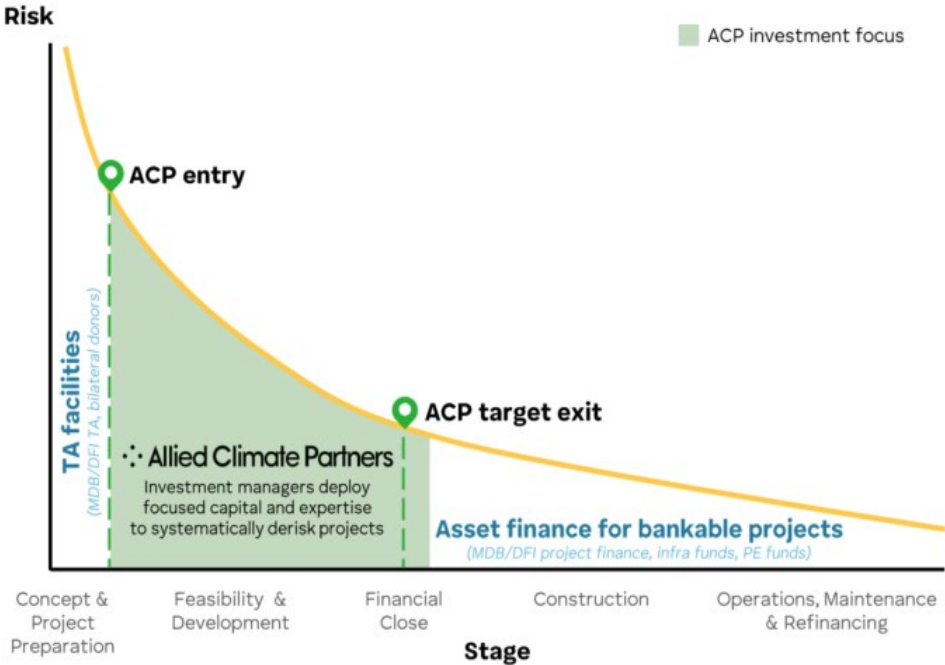 Risk
ACP investment focus
ACP entry
TA facilities
(MDB/DFI TA, bilateral donors)
ACP target exit
Allied Climate Partners
Investment managers deploy
focused capital and expertise
to systematically derisk projects
Asset finance for bankable projects
(MDB/DFI project finance, infra funds, PE funds)
Concept &
Project
Preparation
Feasibility &
Development
Financial
Close
Construction
Operations, Maintenance
& Refinancing
Stage